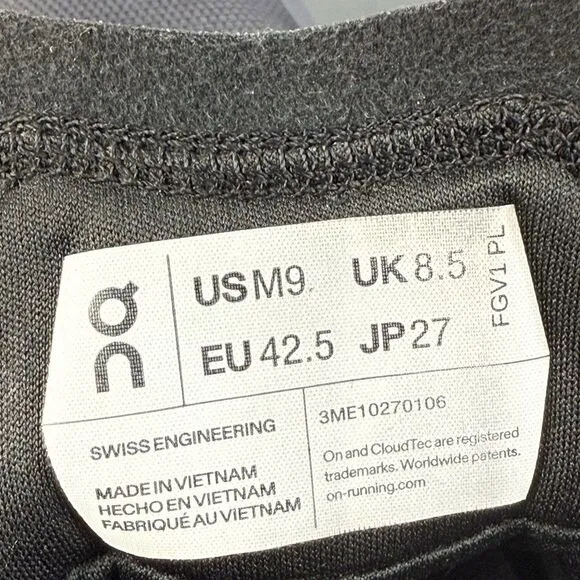 US M9. UK 8.5
EU 42.5 JP 27
FGV1 PL
SWISS ENGINEERING
MADE IN VIETNAM
HECHO EN VIETNAM
FABRIQUÉ AU VIETNAM
3ME10270106
On and CloudTec are registered
trademarks. Worldwide patents.
on-running.com